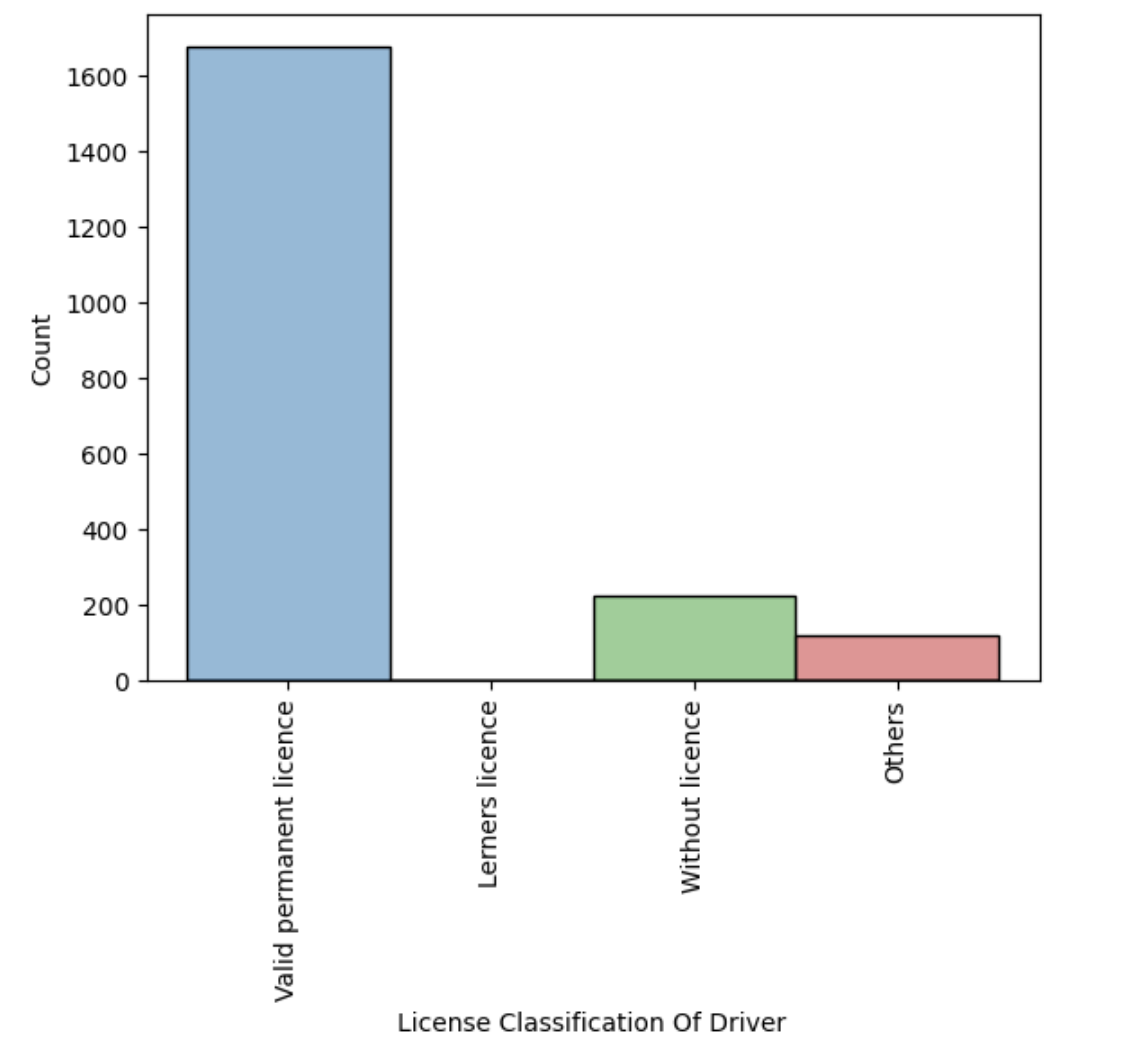 1600
1400
1200
1000
800
600
400
200
0
Count
Valid permanent licence
Lerners licence
Without licence
Others
License Classification Of Driver